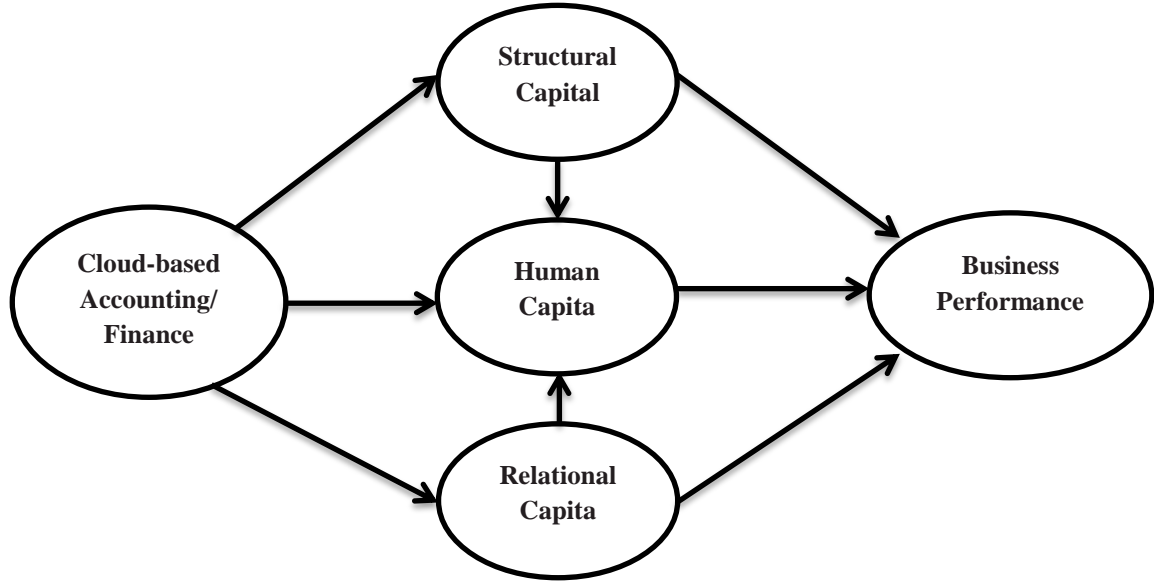 Structural
Capital
Cloud-based
Accounting/
Finance
Human
Capita
Business
Performance
Relational
Capita